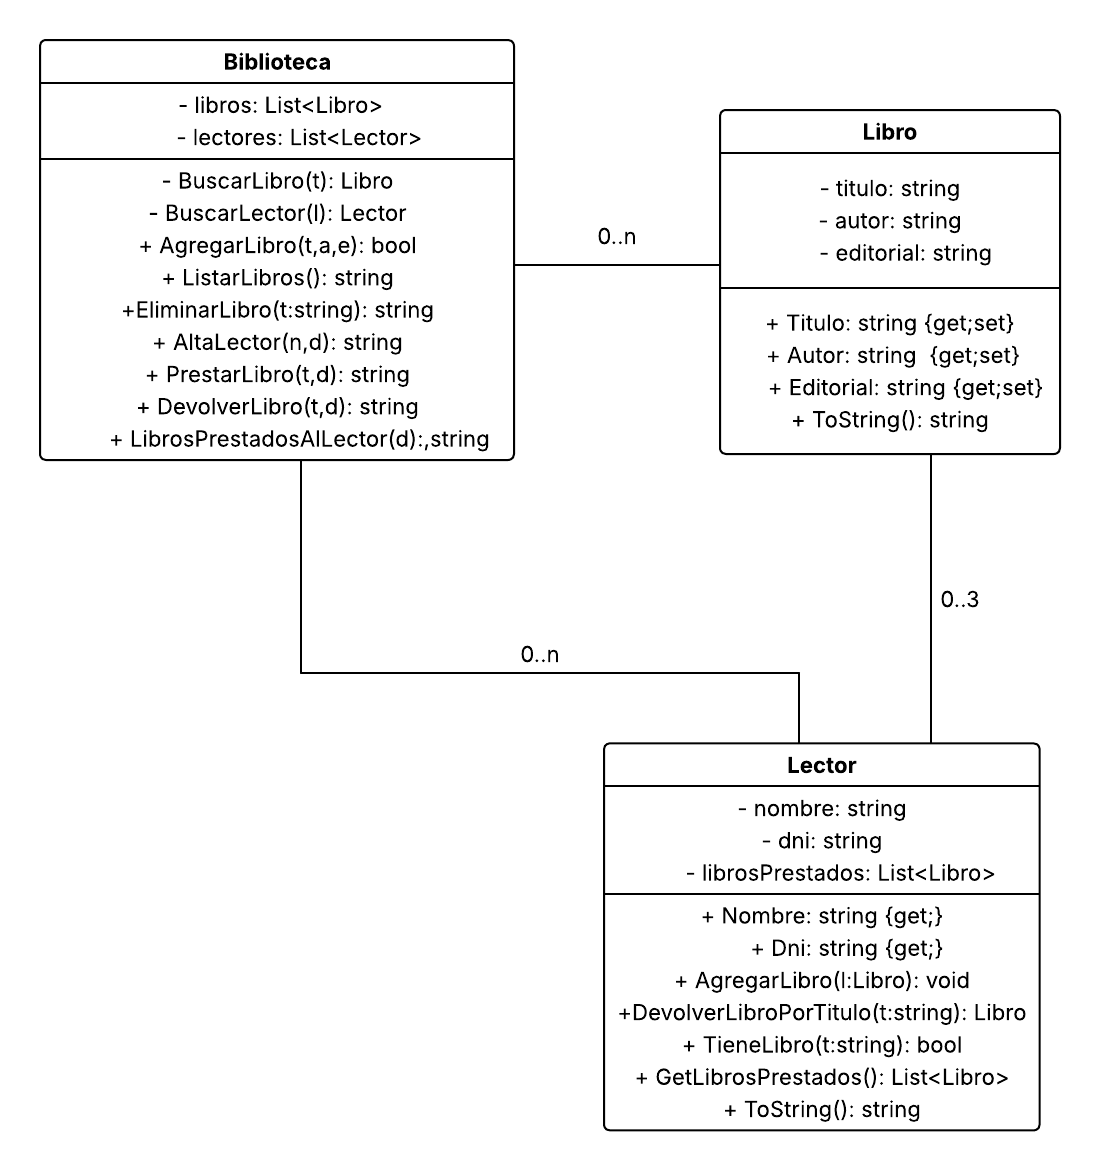 Biblioteca
- libros: List<Libro>
- lectores: List<Lector>
- BuscarLibro(t): Libro
- BuscarLector(l): Lector
+ AgregarLibro(t,a,e): bool
+ ListarLibros(): string
+EliminarLibro(t:string): string
+ AltaLector(n,d): string
+ PrestarLibro(t,d): string
+ DevolverLibro(t,d): string
+ LibrosPrestadosAlLector(d):,string
0..n
Libro
- titulo: string
- autor: string
- editorial: string
+ Titulo: string {get;set}
+ Autor: string  {get;set}
+ Editorial: string {get;set}
+ ToString(): string
0..3
0..n
Lector
- nombre: string
- dni: string
- librosPrestados: List<Libro>
+ Nombre: string {get;}
+ Dni: string {get;}
+ AgregarLibro(l:Libro): void
+DevolverLibroPorTitulo(t:string): Libro
+ TieneLibro(t:string): bool
+ GetLibrosPrestados(): List<Libro>
+ ToString(): string